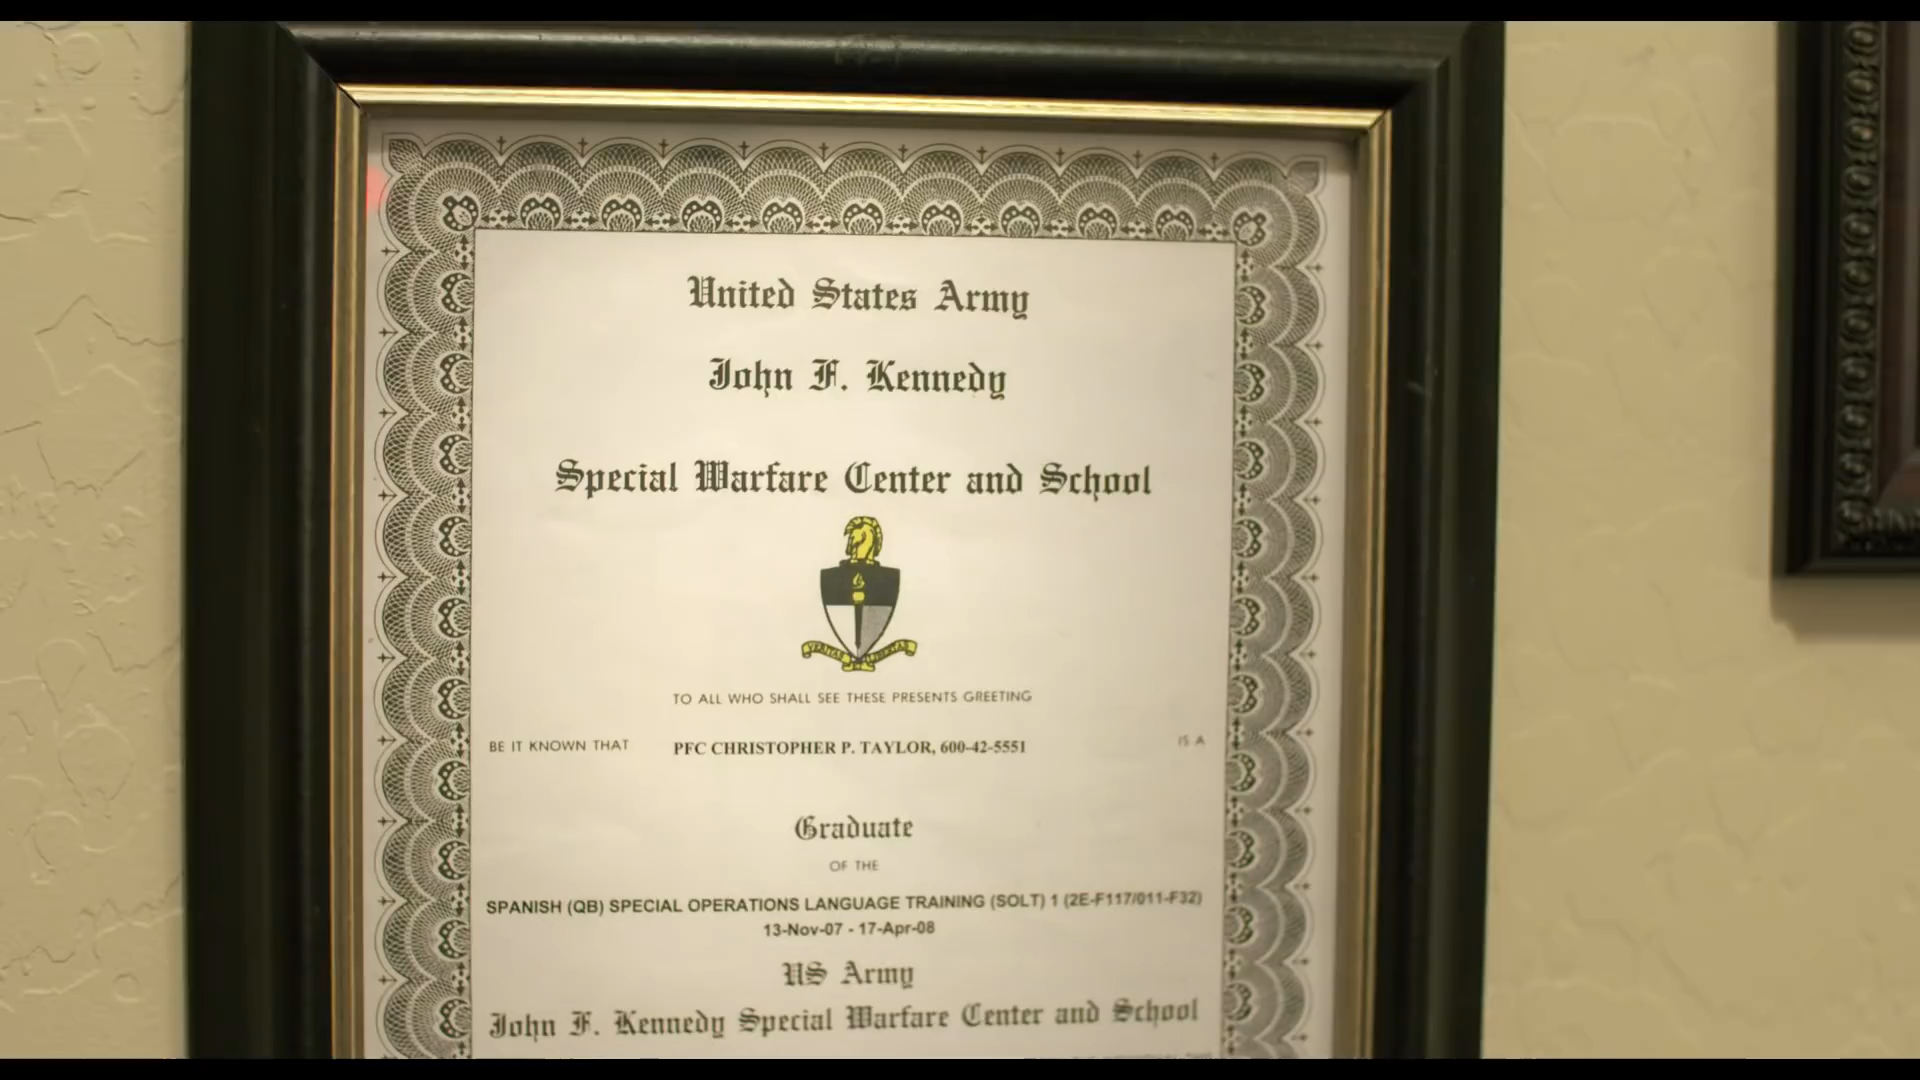 United States Army
John F. Kennedy
Special Warfare Center and School
VERITAS LIBERTAS
TO ALL WHO SHALL SEE THESE PRESENTS GREETING
BE IT KNOWN THAT PFC CHRISTOPHER P. TAYLOR, 600-42-5551 IS A
Graduate
OF THE
SPANISH (QB) SPECIAL OPERATIONS LANGUAGE TRAINING (SOLT) 1 (2E-F117/011-F32)
13-Nov-07 - 17-Apr-08
US Army
John F. Kennedy Special Warfare Center and School